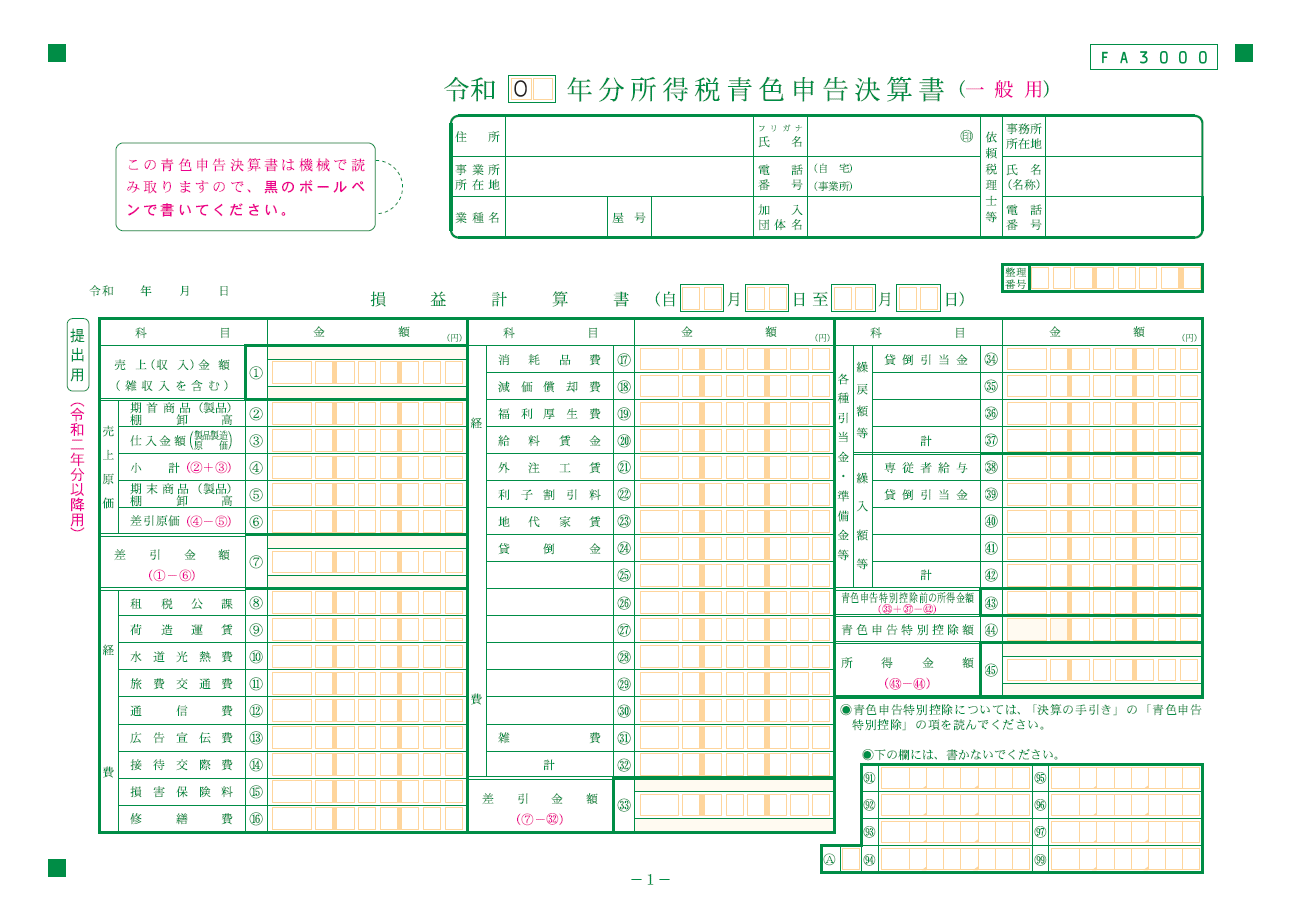 FA3000
令和 0 年分所得税青色申告決算書(一般用)
この青色申告決算書は機械で読
み取りますので、黒のボールペ
ンで書いてください。
住所
フリガナ
氏名
㊞
依頼税理士等
事務所
所在地
事業所
所在地
電話
番号
(自宅)
(事業所)
氏名
(名称)
業種名
屋号
加入
団体名
電話
番号
整理
番号
令和 年 月 日
損益計算書(自 月 日 至 月 日)
提出用
(令和二年分以降用)
科目
金額
(円)
売上(収入)金額
(雑収入を含む)
①
売上原価
期首商品(製品)
棚卸高
②
仕入金額(製品製造原価)
③
小計(②+③)
④
期末商品(製品)
棚卸高
⑤
差引原価(④-⑤)
⑥
差引金額
(①-⑥)
⑦
経費
租税公課 ⑧
荷造運賃 ⑨
水道光熱費 ⑩
旅費交通費 ⑪
通信費 ⑫
広告宣伝費 ⑬
接待交際費 ⑭
損害保険料 ⑮
修繕費 ⑯
科目
金額
(円)
経費
消耗品費 ⑰
減価償却費 ⑱
福利厚生費 ⑲
給料賃金 ⑳
外注工賃 ㉑
利子割引料 ㉒
地代家賃 ㉓
貸倒金 ㉔
㉕
㉖
㉗
㉘
㉙
㉚
雑費 ㉛
計 ㉜
差引金額
(⑦-㉜)
㉝
科目
金額
(円)
各種引当金・準備金等
繰戻額等
貸倒引当金 ㉞
㉟
㊱
計 ㊲
繰入額等
専従者給与 ㊳
貸倒引当金 ㊴
㊵
㊶
計 ㊷
青色申告特別控除前の所得金額
(㉝+㊲-㊷)
㊸
青色申告特別控除額 ㊹
所得金額
(㊸-㊹)
㊺
◉青色申告特別控除については、「決算の手引き」の「青色申告
特別控除」の項を読んでください。
◉下の欄には、書かないでください。
91 95
92 96
93 97
Ⓐ 94 99
-1-